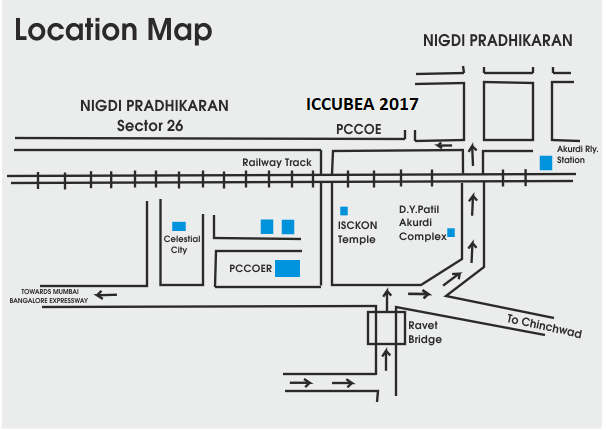 Location Map
NIGDI PRADHIKARAN
NIGDI PRADHIKARAN
Sector 26
ICCUBEA 2017
PCCOE
Akurdi Rly.
Station
Railway Track
Celestial
City
ISCKON
Temple
D.Y.Patil
Akurdi
Complex
PCCOER
TOWARDS MUMBAI
BANGALORE EXPRESSWAY
Ravet
Bridge
To Chinchwad